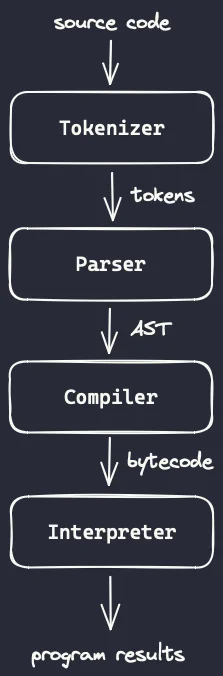 source code
Tokenizer
tokens
Parser
AST
Compiler
bytecode
Interpreter
program results